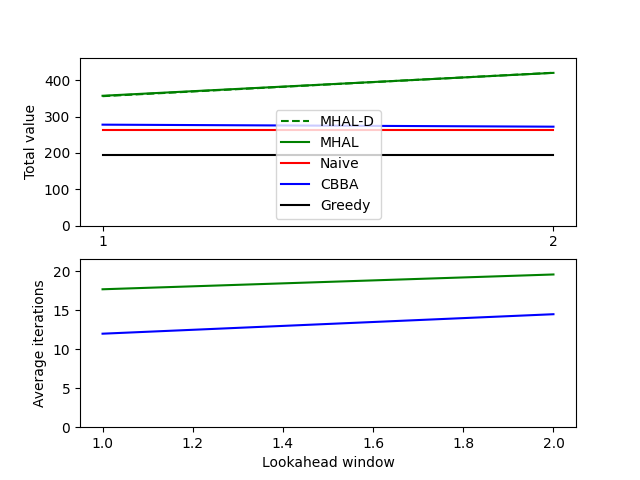 Total value
400
300
200
100
0
MHAL-D
MHAL
Naive
CBBA
Greedy
1
2
Average iterations
20
15
10
5
0
1.0
1.2
1.4
1.6
1.8
2.0
Lookahead window